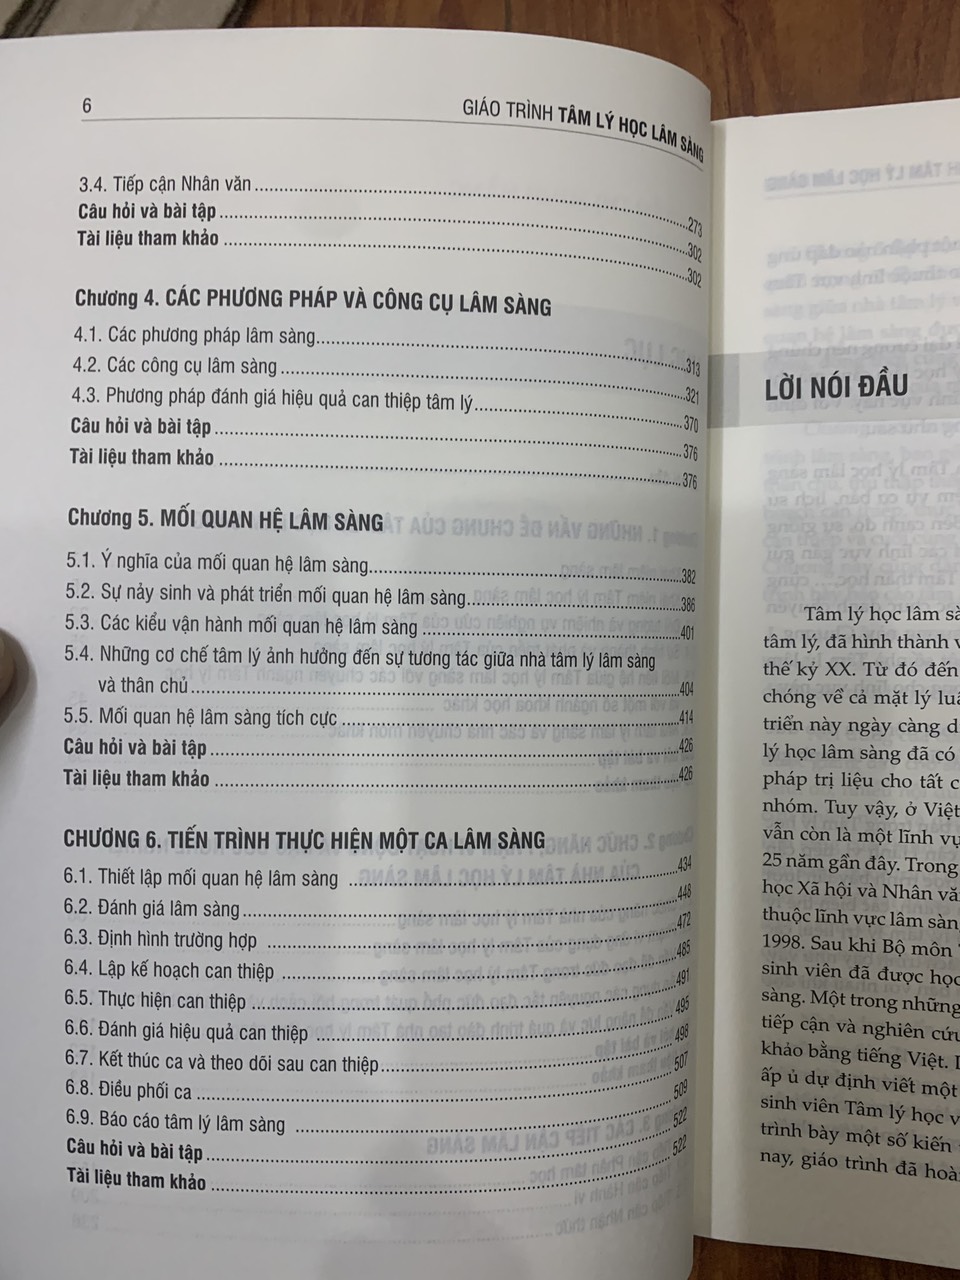 6
GIÁO TRÌNH TÂM LÝ HỌC LÂM SÀNG
3.4. Tiếp cận Nhân văn ........ 273
Câu hỏi và bài tập ........ 302
Tài liệu tham khảo ........ 302
Chương 4. CÁC PHƯƠNG PHÁP VÀ CÔNG CỤ LÂM SÀNG
4.1. Các phương pháp lâm sàng ........ 313
4.2. Các công cụ lâm sàng ........ 321
4.3. Phương pháp đánh giá hiệu quả can thiệp tâm lý ........ 370
Câu hỏi và bài tập ........ 376
Tài liệu tham khảo ........ 376
Chương 5. MỐI QUAN HỆ LÂM SÀNG
5.1. Ý nghĩa của mối quan hệ lâm sàng ........ 382
5.2. Sự nảy sinh và phát triển mối quan hệ lâm sàng ........ 386
5.3. Các kiểu vận hành mối quan hệ lâm sàng ........ 401
5.4. Những cơ chế tâm lý ảnh hưởng đến sự tương tác giữa nhà tâm lý lâm sàng
và thân chủ ........ 404
5.5. Mối quan hệ lâm sàng tích cực ........ 414
Câu hỏi và bài tập ........ 426
Tài liệu tham khảo ........ 426
CHƯƠNG 6. TIẾN TRÌNH THỰC HIỆN MỘT CA LÂM SÀNG
6.1. Thiết lập mối quan hệ lâm sàng ........ 434
6.2. Đánh giá lâm sàng ........ 448
6.3. Định hình trường hợp ........ 472
6.4. Lập kế hoạch can thiệp ........ 485
6.5. Thực hiện can thiệp ........ 491
6.6. Đánh giá hiệu quả can thiệp ........ 495
6.7. Kết thúc ca và theo dõi sau can thiệp ........ 498
6.8. Điều phối ca ........ 507
6.9. Báo cáo tâm lý lâm sàng ........ 509
Câu hỏi và bài tập ........ 522
Tài liệu tham khảo ........ 522
LỜI NÓI ĐẦU
Tâm lý học lâm
tâm lý, đã hình thành
thế kỷ XX. Từ đó đến
chóng về cả mặt lý
triển này ngày càng
lý học lâm sàng đã có
pháp trị liệu cho tất
nhóm. Tuy vậy, ở Việt
vẫn còn là một lĩnh
25 năm gần đây. Trong
học Xã hội và Nhân
thuộc lĩnh vực lâm
1998. Sau khi Bộ môn
sinh viên đã được học
sàng. Một trong những
tiếp cận và nghiên
khảo bằng tiếng Việt.
ấp ủ dự định viết một
sinh viên Tâm lý học
trình bày một số kiến
nay, giáo trình đã